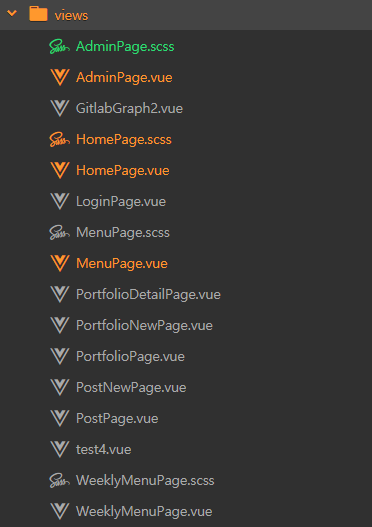 views
AdminPage.scss
AdminPage.vue
GitlabGraph2.vue
HomePage.scss
HomePage.vue
LoginPage.vue
MenuPage.scss
MenuPage.vue
PortfolioDetailPage.vue
PortfolioNewPage.vue
PortfolioPage.vue
PostNewPage.vue
PostPage.vue
test4.vue
WeeklyMenuPage.scss
WeeklyMenuPage.vue